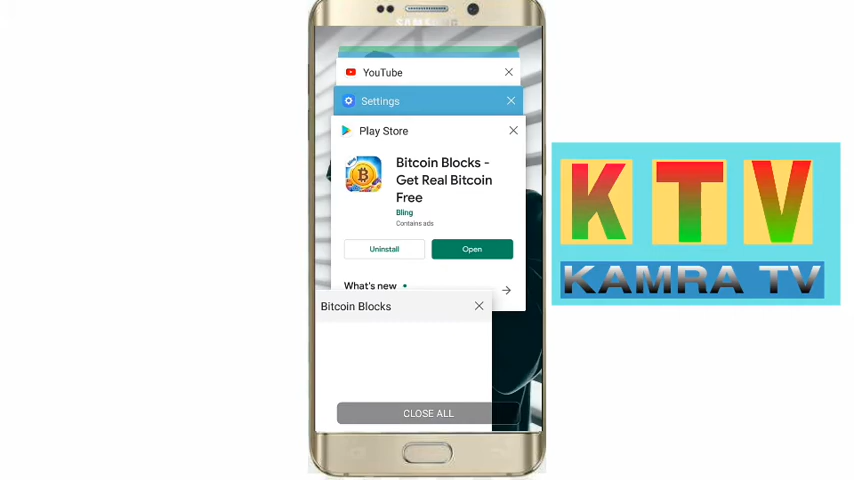 SAMSUNG
YouTube
Settings
Play Store
Bling
Bitcoin Blocks -
Get Real Bitcoin
Free
Bling
Contains ads
Uninstall
Open
What's new
Bitcoin Blocks
CLOSE ALL
K T V
KAMRA TV